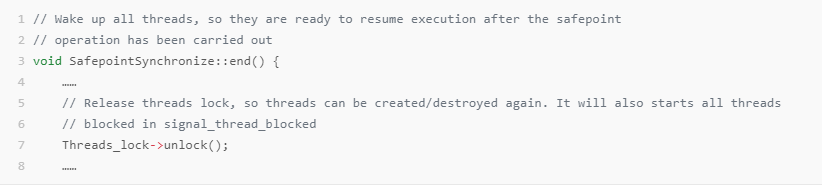 1 // Wake up all threads, so they are ready to resume execution after the safepoint
2 // operation has been carried out
3 void SafepointSynchronize::end() {
4     ……
5     // Release threads lock, so threads can be created/destroyed again. It will also starts all threads
6     // blocked in signal_thread_blocked
7     Threads_lock->unlock();
8     ……